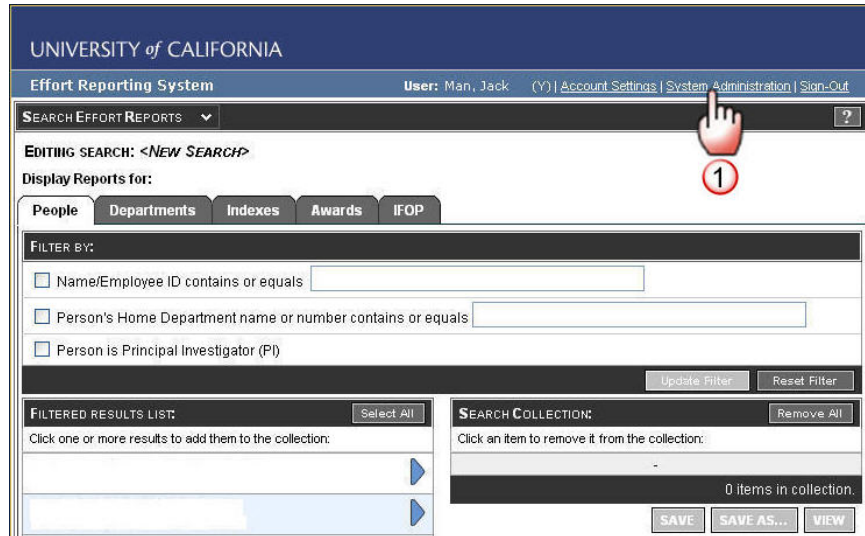 UNIVERSITY of CALIFORNIA
Effort Reporting System User: Man, Jack (Y) | Account Settings | System Administration | Sign-Out
SEARCH EFFORT REPORTS ?
1
EDITING SEARCH: <NEW SEARCH>
Display Reports for:
People Departments Indexes Awards IFOP
FILTER BY:
Name/Employee ID contains or equals
Person's Home Department name or number contains or equals
Person is Principal Investigator (PI)
Update Filter Reset Filter
FILTERED RESULTS LIST: Select All
Click one or more results to add them to the collection:
SEARCH COLLECTION: Remove All
Click an item to remove it from the collection:
-
0 items in collection.
SAVE SAVE AS... VIEW